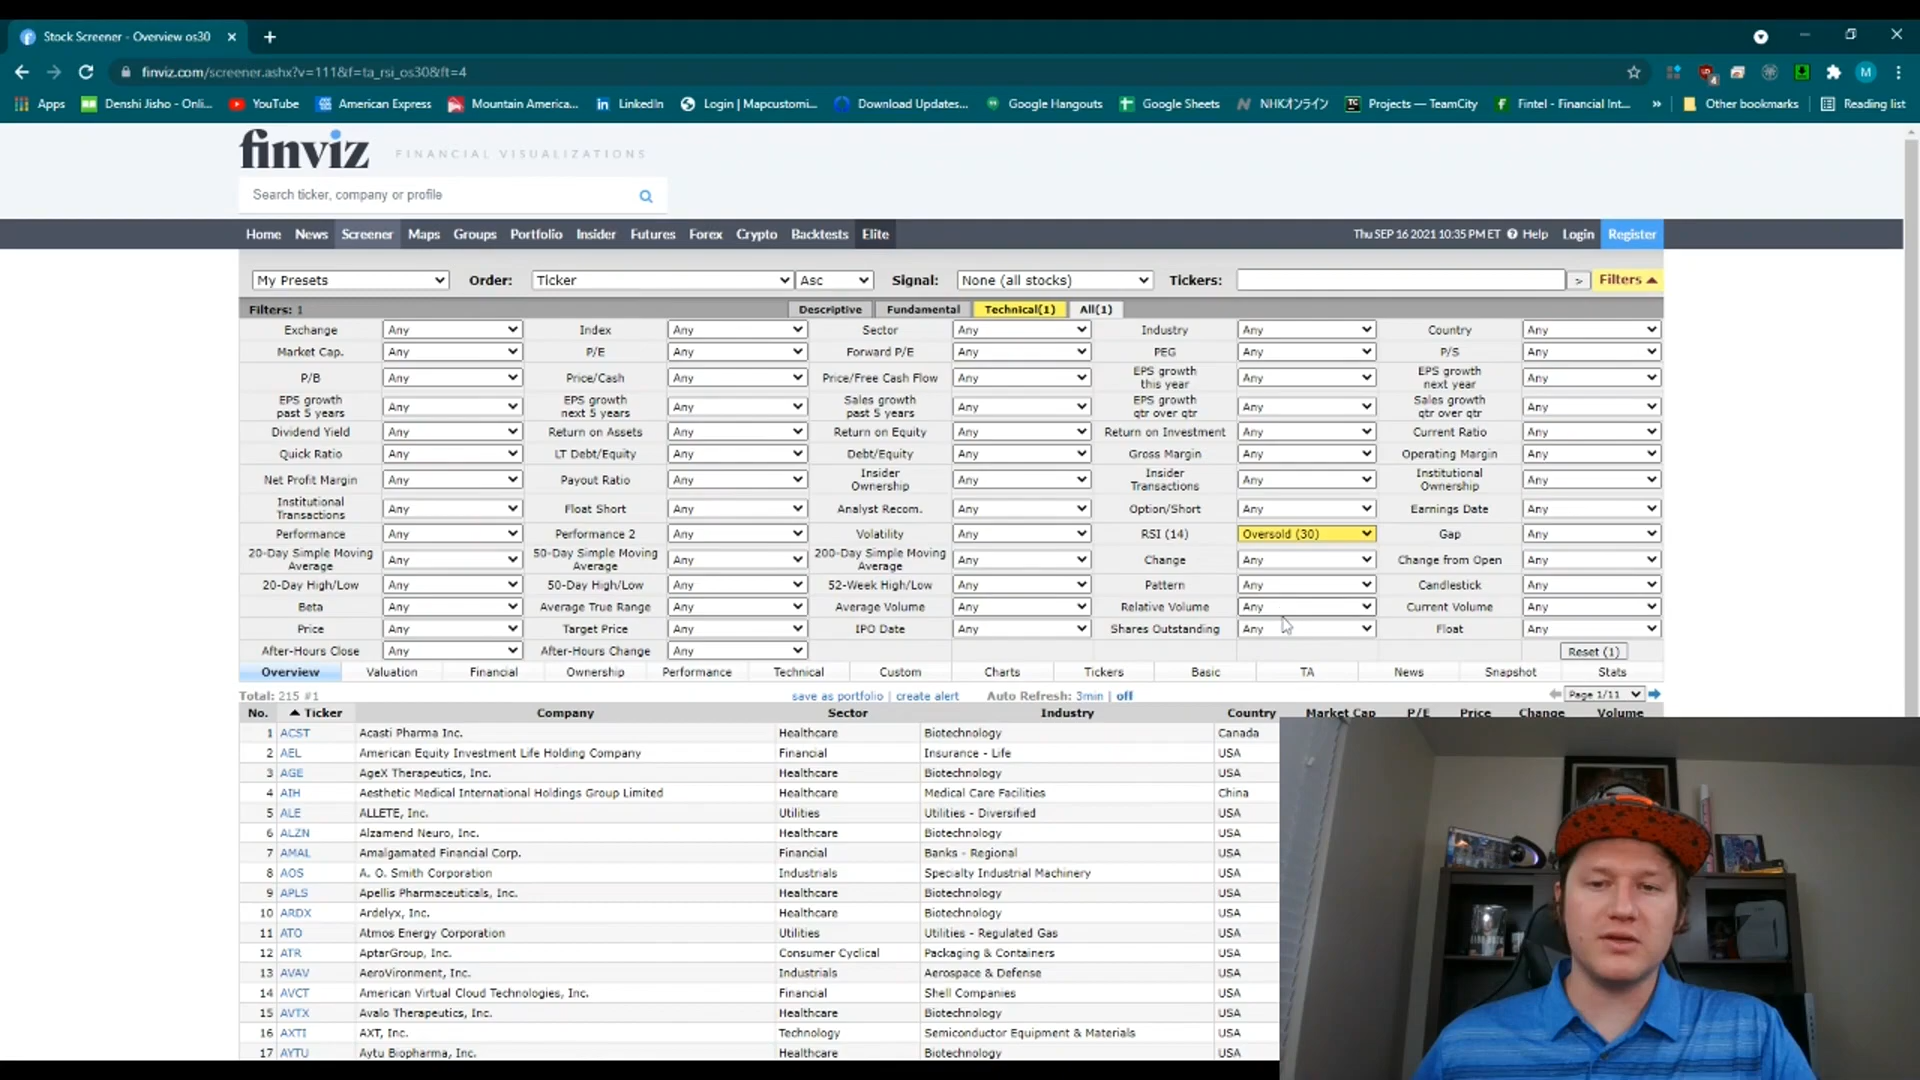 Stock Screener - Overview os30
finviz.com/screener.ashx?v=111&f=ta_rsi_os30&ft=4
Apps Denshi Jisho - Onli... YouTube American Express Mountain America... LinkedIn Login | Mapcustomi... Download Updates... Google Hangouts Google Sheets NHKオンライン Projects — TeamCity Fintel - Financial Int... » Other bookmarks Reading list
finviz FINANCIAL VISUALIZATIONS
Search ticker, company or profile
Home News Screener Maps Groups Portfolio Insider Futures Forex Crypto Backtests Elite Thu SEP 16 2021 10:35 PM ET Help Login Register
My Presets Order: Ticker Asc Signal: None (all stocks) Tickers: > Filters
Filters: 1 Descriptive Fundamental Technical(1) All(1)
Exchange Any Index Any Sector Any Industry Any Country Any
Market Cap. Any P/E Any Forward P/E Any PEG Any P/S Any
P/B Any Price/Cash Any Price/Free Cash Flow Any EPS growth this year Any EPS growth next year Any
EPS growth past 5 years Any EPS growth next 5 years Any Sales growth past 5 years Any EPS growth qtr over qtr Any Sales growth qtr over qtr Any
Dividend Yield Any Return on Assets Any Return on Equity Any Return on Investment Any Current Ratio Any
Quick Ratio Any LT Debt/Equity Any Debt/Equity Any Gross Margin Any Operating Margin Any
Net Profit Margin Any Payout Ratio Any Insider Ownership Any Insider Transactions Any Institutional Ownership Any
Institutional Transactions Any Float Short Any Analyst Recom. Any Option/Short Any Earnings Date Any
Performance Any Performance 2 Any Volatility Any RSI (14) Oversold (30) Gap Any
20-Day Simple Moving Average Any 50-Day Simple Moving Average Any 200-Day Simple Moving Average Any Change Any Change from Open Any
20-Day High/Low Any 50-Day High/Low Any 52-Week High/Low Any Pattern Any Candlestick Any
Beta Any Average True Range Any Average Volume Any Relative Volume Any Current Volume Any
Price Any Target Price Any IPO Date Any Shares Outstanding Any Float Any
After-Hours Close Any After-Hours Change Any Reset (1)
Overview Valuation Financial Ownership Performance Technical Custom Charts Tickers Basic TA News Snapshot Stats
Total: 215 #1 save as portfolio | create alert Auto Refresh: 3min | off Page 1/11
No. Ticker Company Sector Industry Country Market Cap P/E Price Change Volume
1 ACST Acasti Pharma Inc. Healthcare Biotechnology Canada
2 AEL American Equity Investment Life Holding Company Financial Insurance - Life USA
3 AGE AgeX Therapeutics, Inc. Healthcare Biotechnology USA
4 AIH Aesthetic Medical International Holdings Group Limited Healthcare Medical Care Facilities China
5 ALE ALLETE, Inc. Utilities Utilities - Diversified USA
6 ALZN Alzamend Neuro, Inc. Healthcare Biotechnology USA
7 AMAL Amalgamated Financial Corp. Financial Banks - Regional USA
8 AOS A. O. Smith Corporation Industrials Specialty Industrial Machinery USA
9 APLS Apellis Pharmaceuticals, Inc. Healthcare Biotechnology USA
10 ARDX Ardelyx, Inc. Healthcare Biotechnology USA
11 ATO Atmos Energy Corporation Utilities Utilities - Regulated Gas USA
12 ATR AptarGroup, Inc. Consumer Cyclical Packaging & Containers USA
13 AVAV AeroVironment, Inc. Industrials Aerospace & Defense USA
14 AVCT American Virtual Cloud Technologies, Inc. Financial Shell Companies USA
15 AVTX Avalo Therapeutics, Inc. Healthcare Biotechnology USA
16 AXTI AXT, Inc. Technology Semiconductor Equipment & Materials USA
17 AYTU Aytu Biopharma, Inc. Healthcare Biotechnology USA